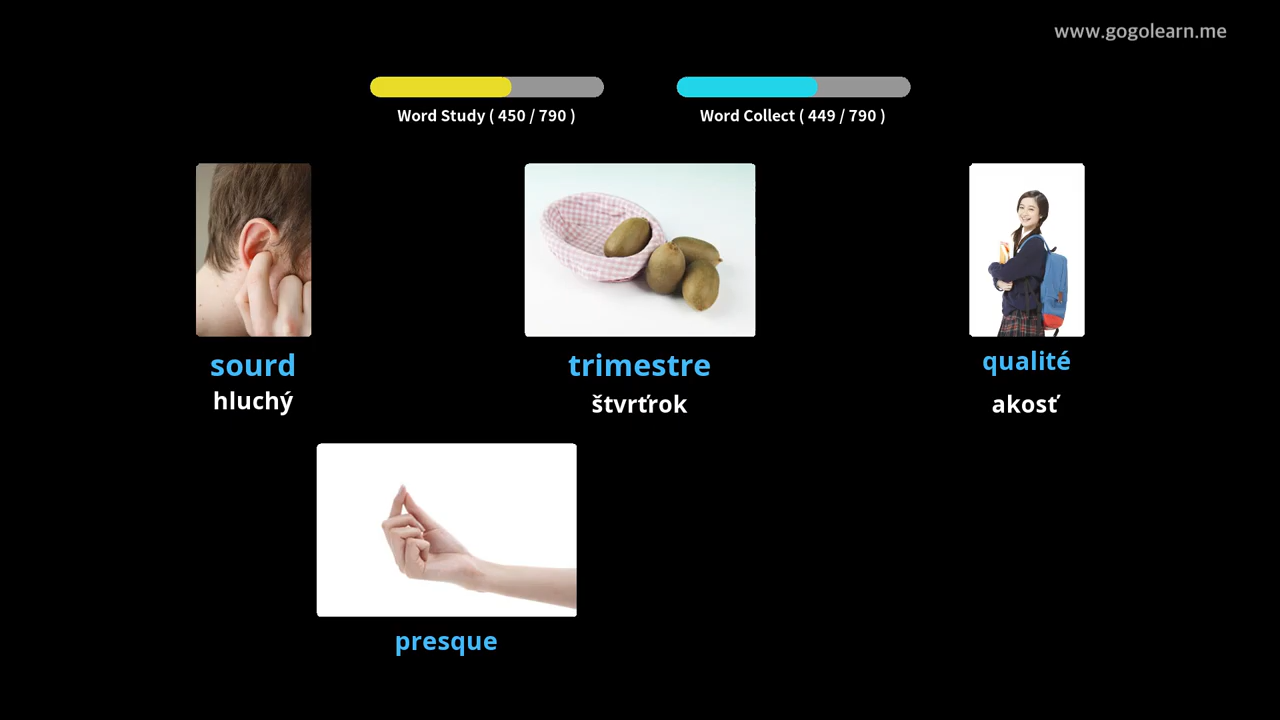 www.gogolearn.me
Word Study ( 450 / 790 )
Word Collect ( 449 / 790 )
sourd
hluchý
trimestre
štvrťrok
qualité
akosť
presque